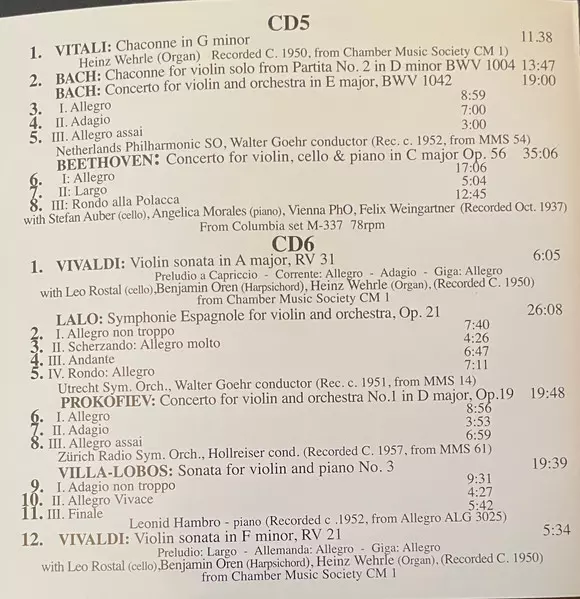 CD5
1. VITALI: Chaconne in G minor 11.38
Heinz Wehrle (Organ) Recorded C. 1950, from Chamber Music Society CM 1)
2. BACH: Chaconne for violin solo from Partita No. 2 in D minor BWV 1004 13:47
BACH: Concerto for violin and orchestra in E major, BWV 1042 19:00
3. I. Allegro 8:59
4. II. Adagio 7:00
5. III. Allegro assai 3:00
Netherlands Philharmonic SO, Walter Goehr conductor (Rec. c. 1952, from MMS 54)
BEETHOVEN: Concerto for violin, cello & piano in C major Op. 56 35:06
6. I: Allegro 17:06
7. II: Largo 5:04
8. III: Rondo alla Polacca 12:45
with Stefan Auber (cello), Angelica Morales (piano), Vienna PhO, Felix Weingartner (Recorded Oct. 1937)
From Columbia set M-337 78rpm
CD6
1. VIVALDI: Violin sonata in A major, RV 31 6:05
Preludio a Capriccio - Corrente: Allegro - Adagio - Giga: Allegro
with Leo Rostal (cello),Benjamin Oren (Harpsichord), Heinz Wehrle (Organ), (Recorded C. 1950)
from Chamber Music Society CM 1
LALO: Symphonie Espagnole for violin and orchestra, Op. 21 26:08
2. I. Allegro non troppo 7:40
3. II. Scherzando: Allegro molto 4:26
4. III. Andante 6:47
5. IV. Rondo: Allegro 7:11
Utrecht Sym. Orch., Walter Goehr conductor (Rec. c. 1951, from MMS 14)
PROKOFIEV: Concerto for violin and orchestra No.1 in D major, Op.19 19:48
6. I. Allegro 8:56
7. II. Adagio 3:53
8. III. Allegro assai 6:59
Zürich Radio Sym. Orch., Hollreiser cond. (Recorded C. 1957, from MMS 61)
VILLA-LOBOS: Sonata for violin and piano No. 3 19:39
9. I. Adagio non troppo 9:31
10. II. Allegro Vivace 4:27
11. III. Finale 5:42
Leonid Hambro - piano (Recorded c .1952, from Allegro ALG 3025)
12. VIVALDI: Violin sonata in F minor, RV 21 5:34
Preludio: Largo - Allemanda: Allegro - Giga: Allegro
with Leo Rostal (cello),Benjamin Oren (Harpsichord), Heinz Wehrle (Organ), (Recorded C. 1950)
from Chamber Music Society CM 1